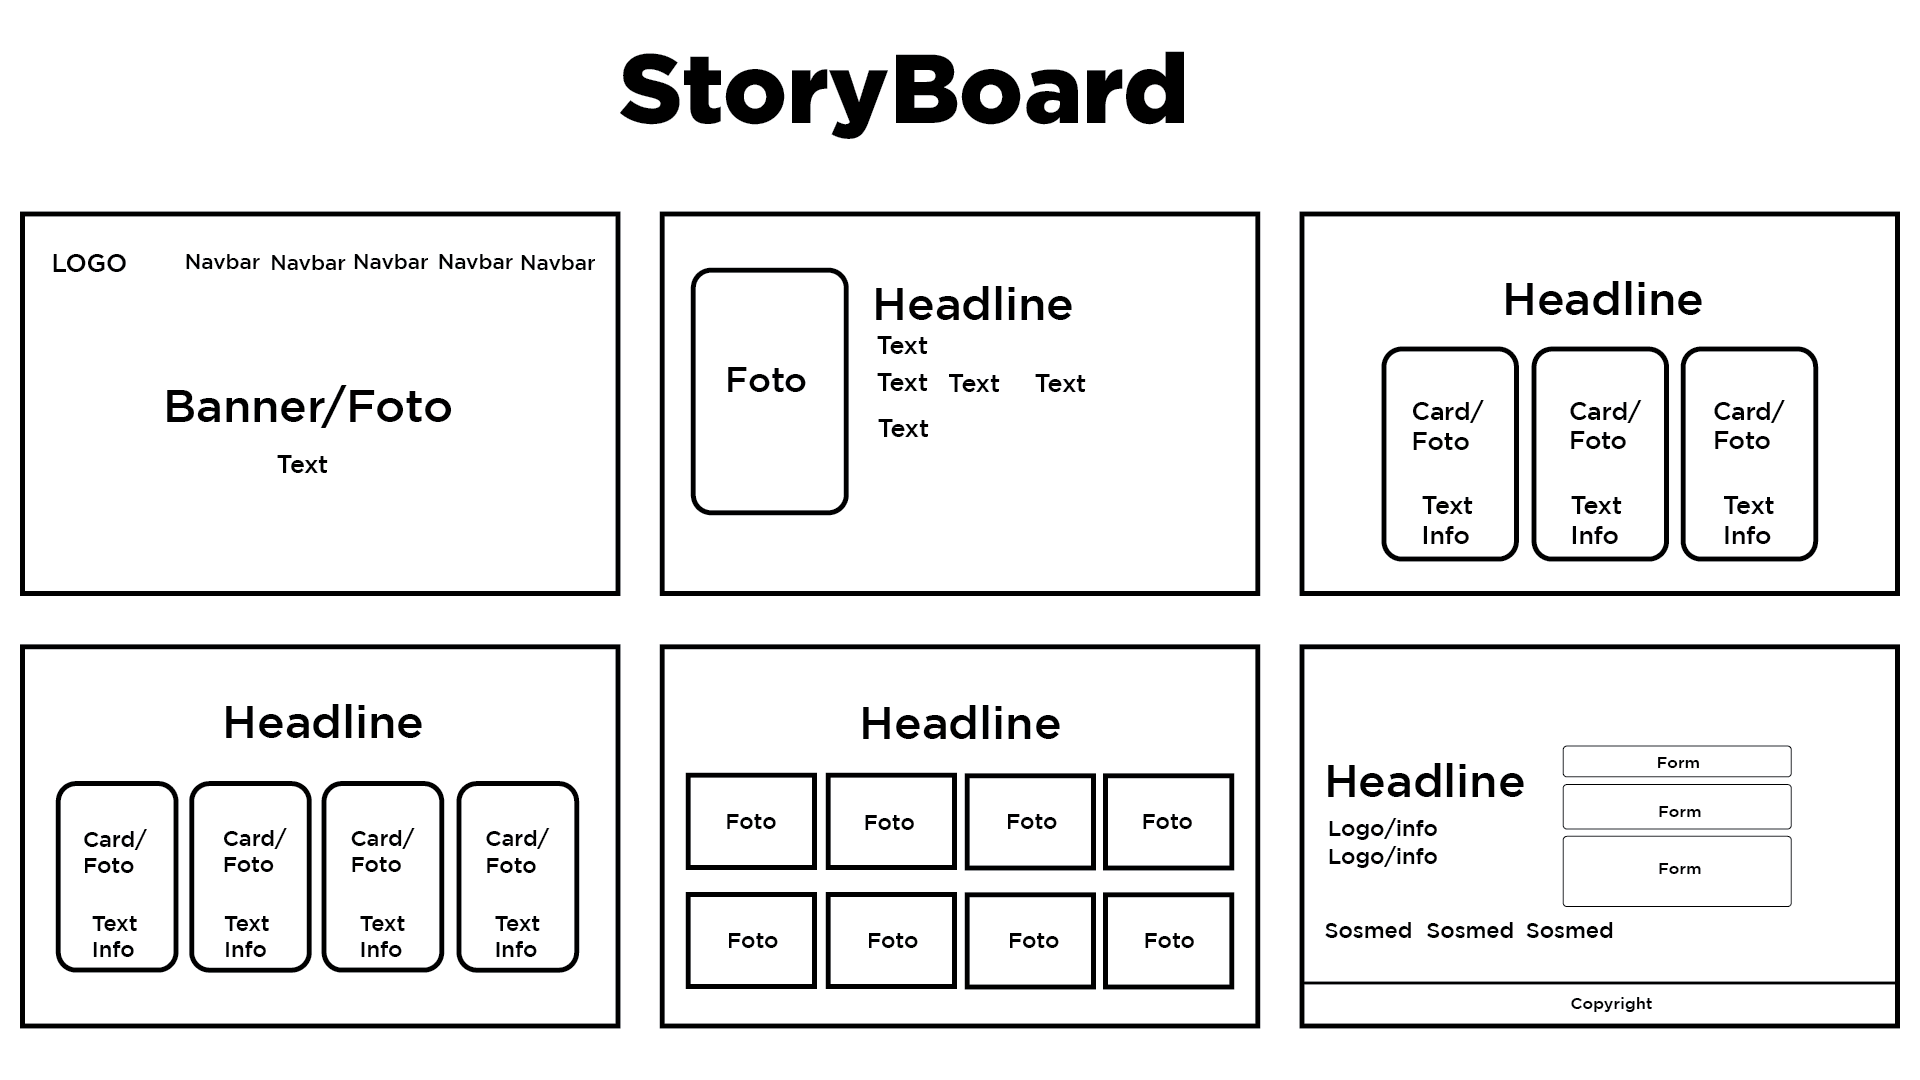 StoryBoard
LOGO Navbar Navbar Navbar Navbar Navbar
Banner/Foto
Text
Foto
Headline
Text
Text Text Text
Text
Headline
Card/
Foto
Text
Info
Card/
Foto
Text
Info
Card/
Foto
Text
Info
Headline
Card/
Foto
Text
Info
Card/
Foto
Text
Info
Card/
Foto
Text
Info
Card/
Foto
Text
Info
Headline
Foto Foto Foto Foto
Foto Foto Foto Foto
Headline
Logo/info
Logo/info
Form
Form
Form
Sosmed Sosmed Sosmed
Copyright